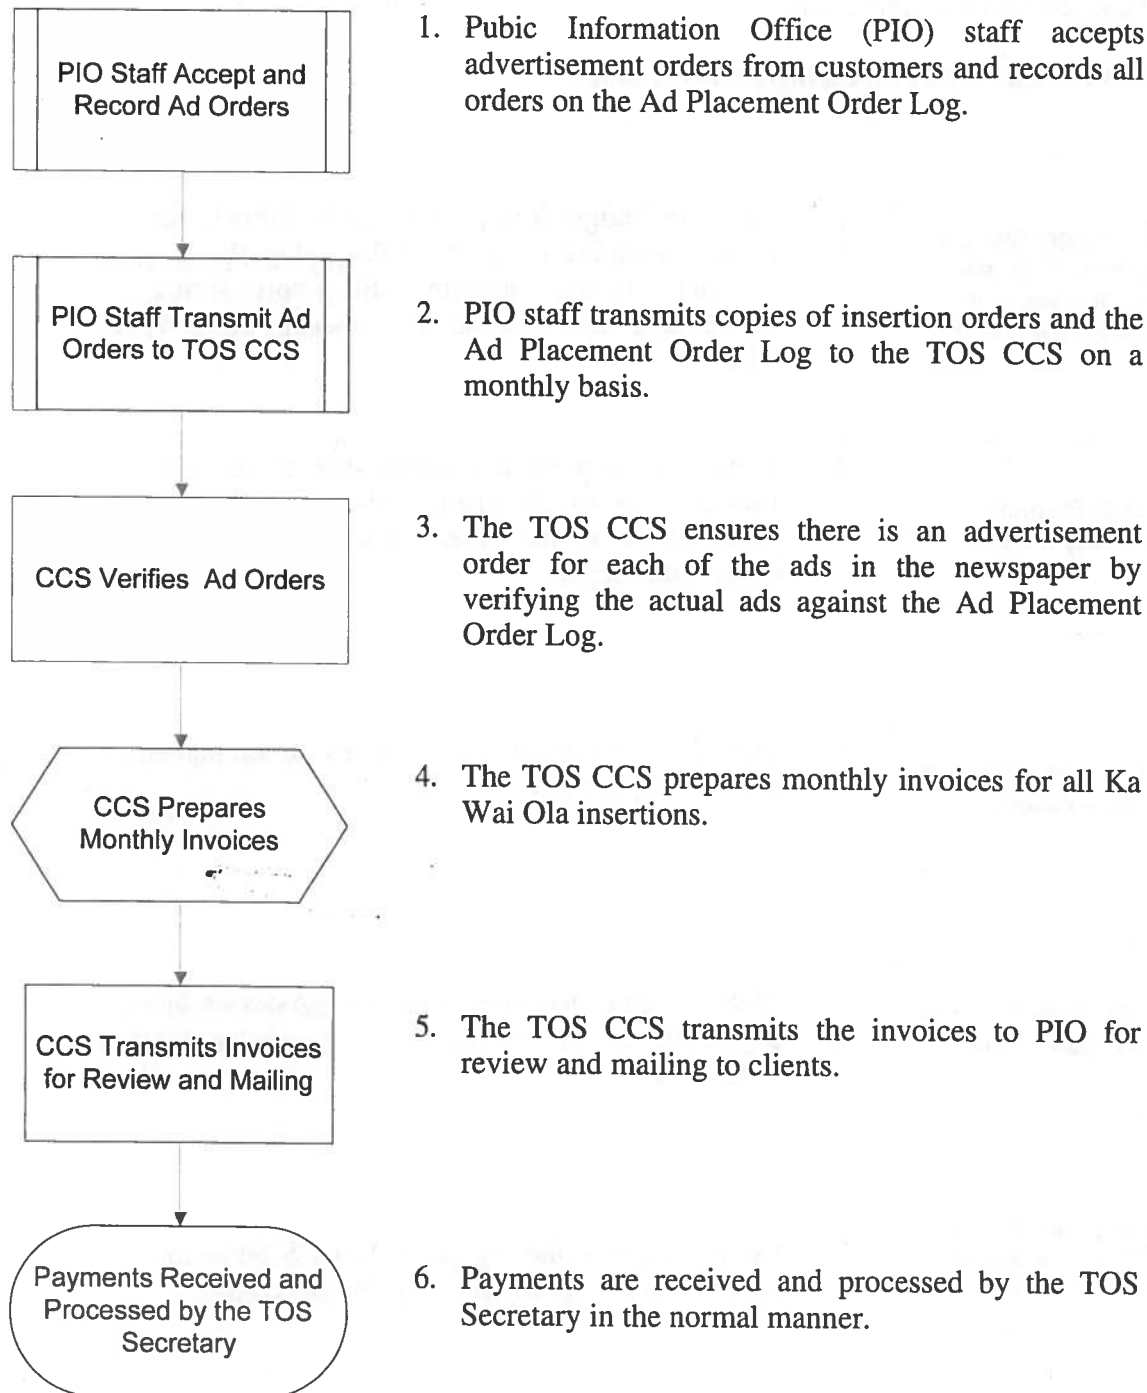 PIO Staff Accept and
Record Ad Orders
1. Pubic Information Office (PIO) staff accepts
advertisement orders from customers and records all
orders on the Ad Placement Order Log.
PIO Staff Transmit Ad
Orders to TOS CCS
2. PIO staff transmits copies of insertion orders and the
Ad Placement Order Log to the TOS CCS on a
monthly basis.
CCS Verifies Ad Orders
3. The TOS CCS ensures there is an advertisement
order for each of the ads in the newspaper by
verifying the actual ads against the Ad Placement
Order Log.
CCS Prepares
Monthly Invoices
4. The TOS CCS prepares monthly invoices for all Ka
Wai Ola insertions.
CCS Transmits Invoices
for Review and Mailing
5. The TOS CCS transmits the invoices to PIO for
review and mailing to clients.
Payments Received and
Processed by the TOS
Secretary
6. Payments are received and processed by the TOS
Secretary in the normal manner.